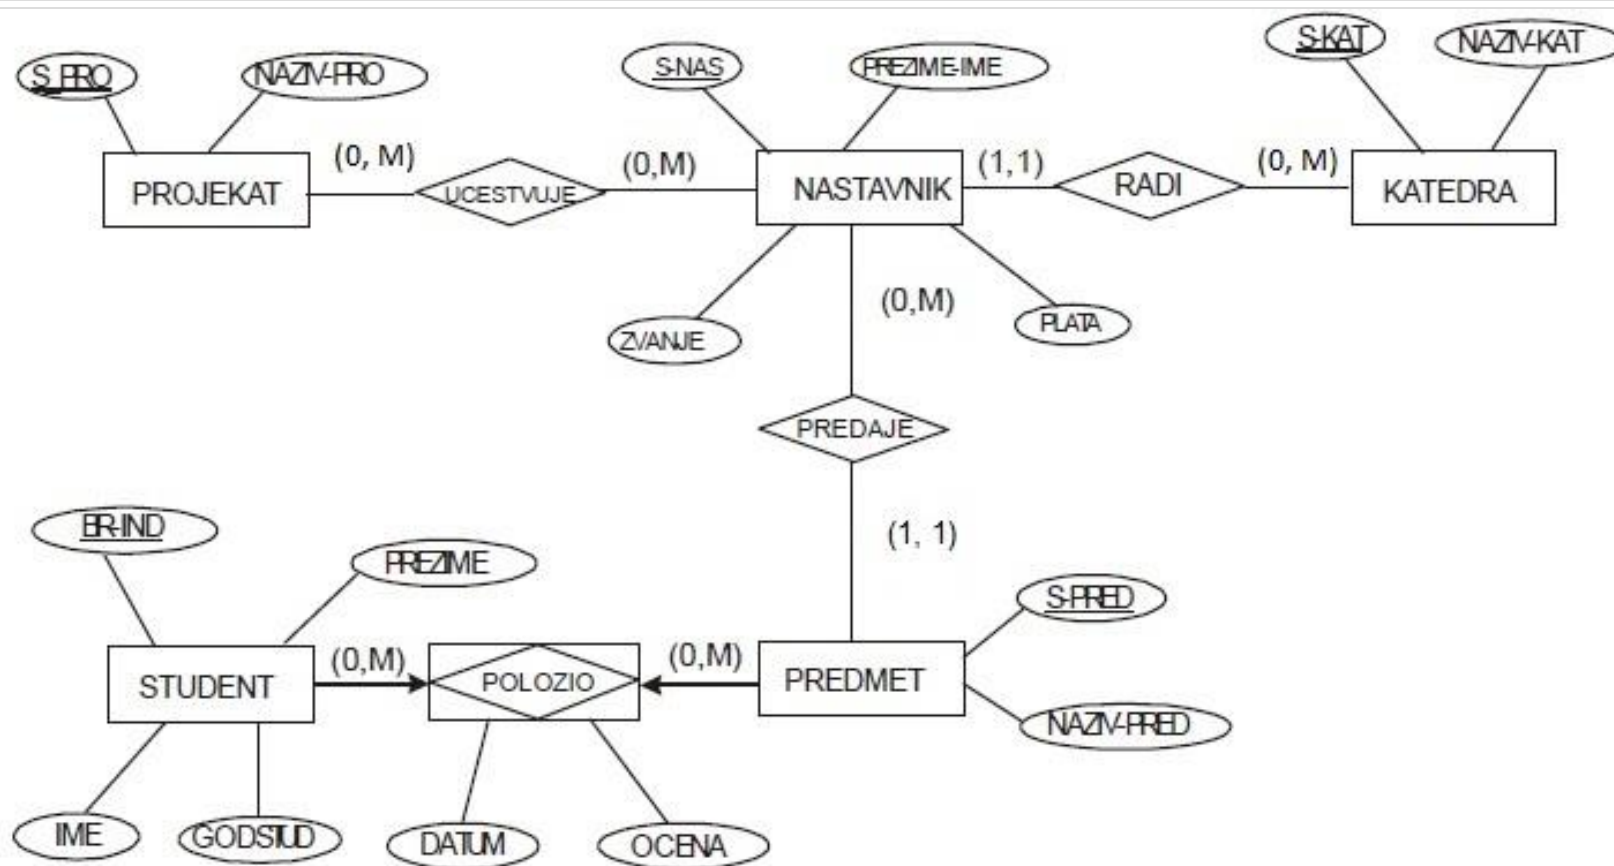 S_PRO
NAZIV-PRO
S-NAS
PREZIME-IME
S-KAT
NAZIV-KAT
PROJEKAT
(0, M)
UCESTVUJE
(0,M)
NASTAVNIK
(1,1)
RADI
(0, M)
KATEDRA
ZVANJE
(0,M)
PLATA
PREDAJE
(1, 1)
BR-IND
PREZIME
S-PRED
STUDENT
(0,M)
POLOZIO
(0,M)
PREDMET
NAZIV-PRED
IME
GODSTUD
DATUM
OCENA